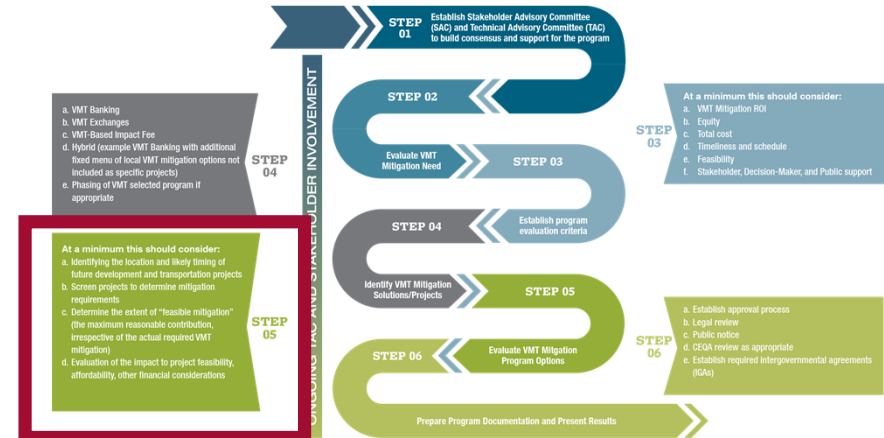 STEP
01
Establish Stakeholder Advisory Committee
(SAC) and Technical Advisory Committee (TAC)
to build consensus and support for the program
STEP 02
Evaluate VMT
Mitigation Need
STEP 03
Establish program
evaluation criteria
STEP 04
Identify VMT Mitigation
Solutions/Projects
STEP 05
Evaluate VMT Mitgation
Program Options
STEP 06
Prepare Program Documentation and Present Results
ONGOING TAC AND STAKEHOLDER INVOLVEMENT
a. VMT Banking
b. VMT Exchanges
c. VMT-Based Impact Fee
d. Hybrid (example VMT Banking with additional
fixed menu of local VMT mitigation options not
included as specific projects)
e. Phasing of VMT selected program if
appropriate
STEP
04
At a minimum this should consider:
a. Identifying the location and likely timing of
future development and transportation projects
b. Screen projects to determine mitigation
requirements
c. Determine the extent of “feasible mitigation”
(the maximum reasonable contribution,
irrespective of the actual required VMT
mitigation)
d. Evaluation of the impact to project feasibility,
affordability, other financial considerations
STEP
05
STEP
03
At a minimum this should consider:
a. VMT Mitigation ROI
b. Equity
c. Total cost
d. Timeliness and schedule
e. Feasibility
f. Stakeholder, Decision-Maker, and Public support
STEP
06
a. Establish approval process
b. Legal review
c. Public notice
d. CEQA review as appropriate
e. Establish required Intergovernmental agreements
(IGAs)